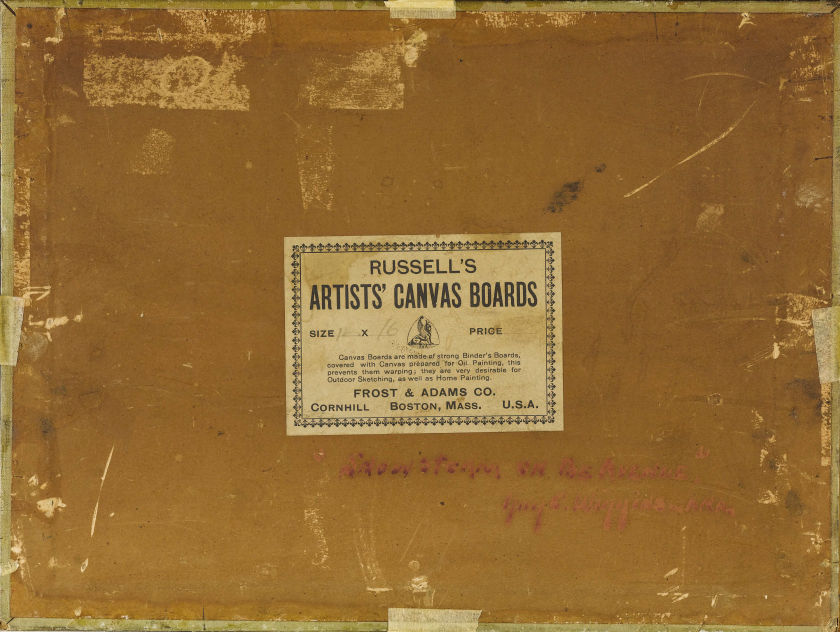 RUSSELL'S
ARTISTS' CANVAS BOARDS
SIZE 12 X 16 PRICE
Canvas Boards are made of strong Binder's Boards,
covered with Canvas prepared for Oil Painting, this
prevents them warping; they are very desirable for
Outdoor Sketching, as well as Home Painting.
FROST & ADAMS CO.
CORNHILL BOSTON, MASS. U.S.A.
on the